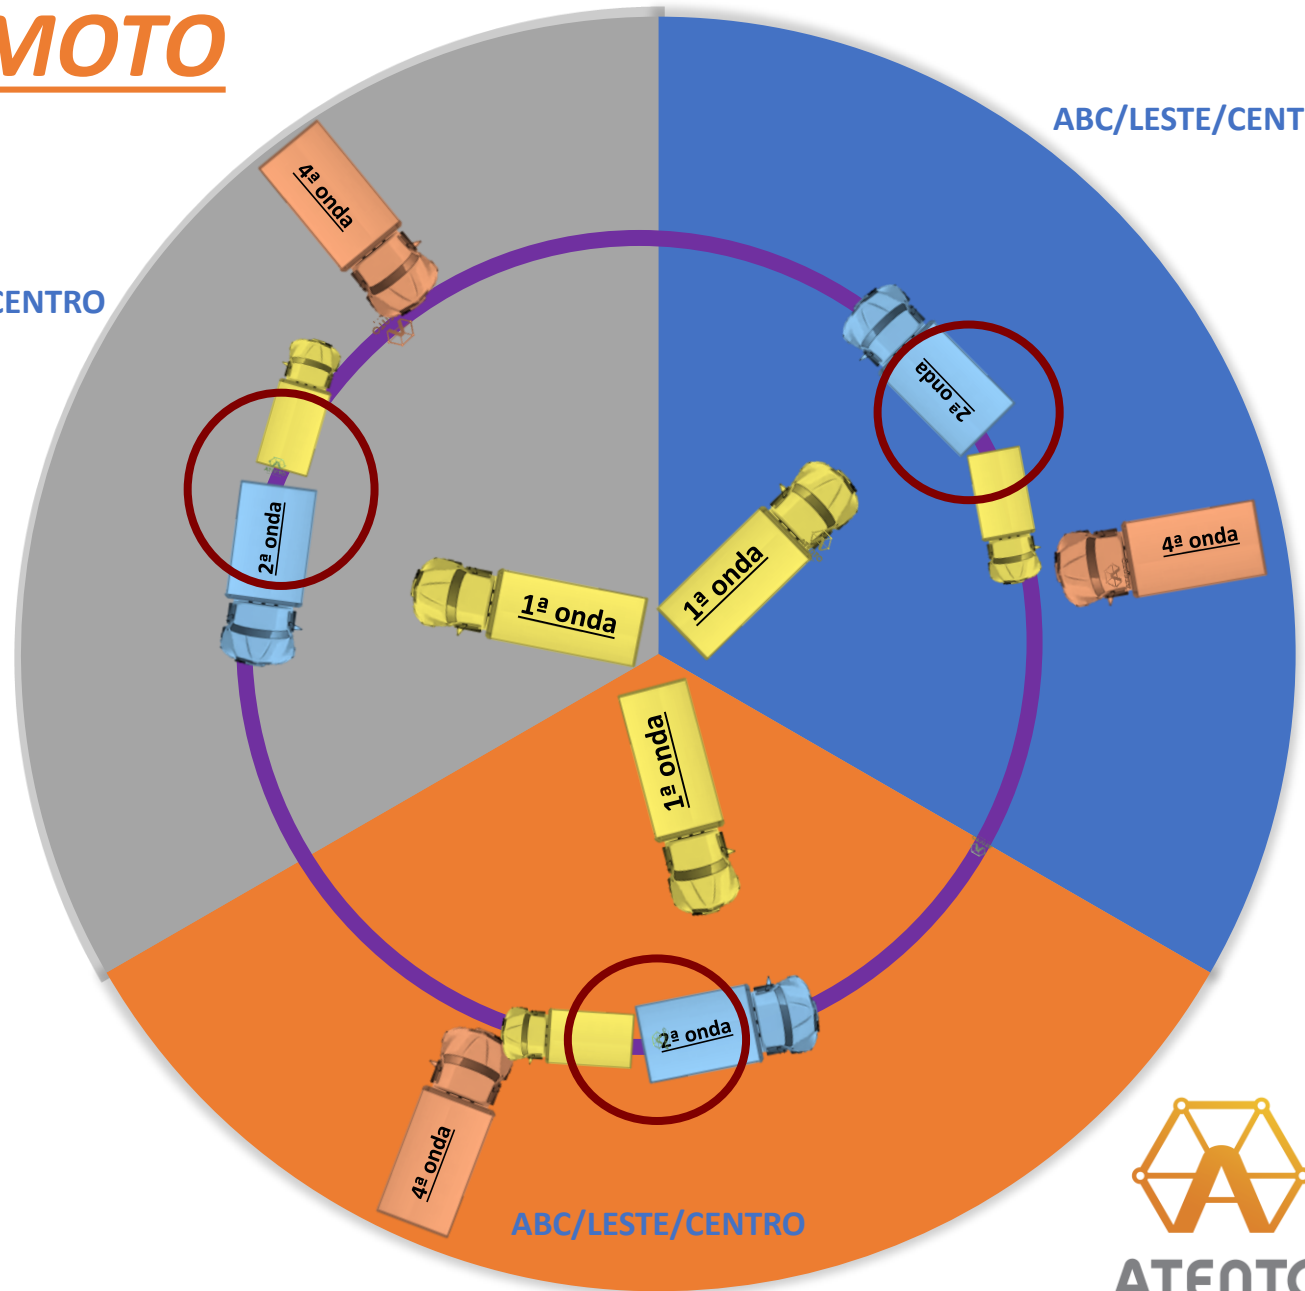 MOTO
ABC/LESTE/CENT
4ª onda
CENTRO
2ª onda
2ª onda
4ª onda
1ª onda
1ª onda
1ª onda
2ª onda
4ª onda
ABC/LESTE/CENTRO
ATENTO